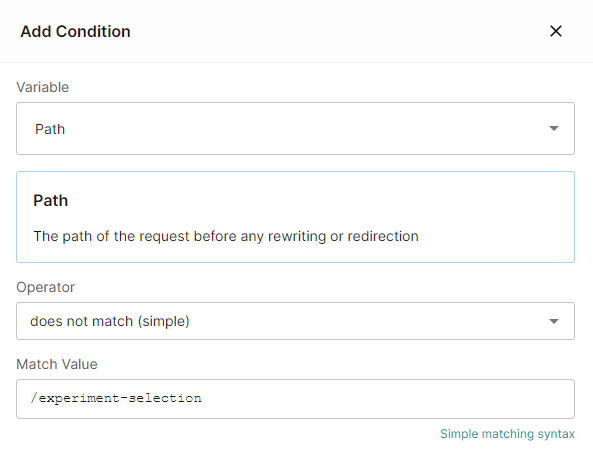 Add Condition
Variable
Path
Path
The path of the request before any rewriting or redirection
Operator
does not match (simple)
Match Value
/experiment-selection
Simple matching syntax